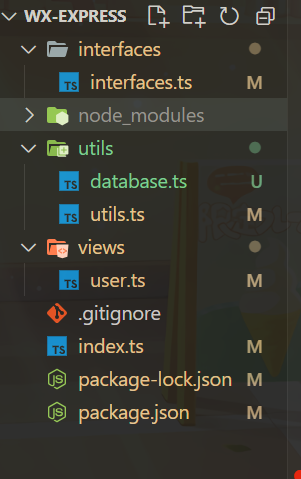 WX-EXPRESS
interfaces
TS interfaces.ts M
node_modules
utils
TS database.ts U
TS utils.ts M
views
TS user.ts M
.gitignore
TS index.ts M
JS package-lock.json M
JS package.json M